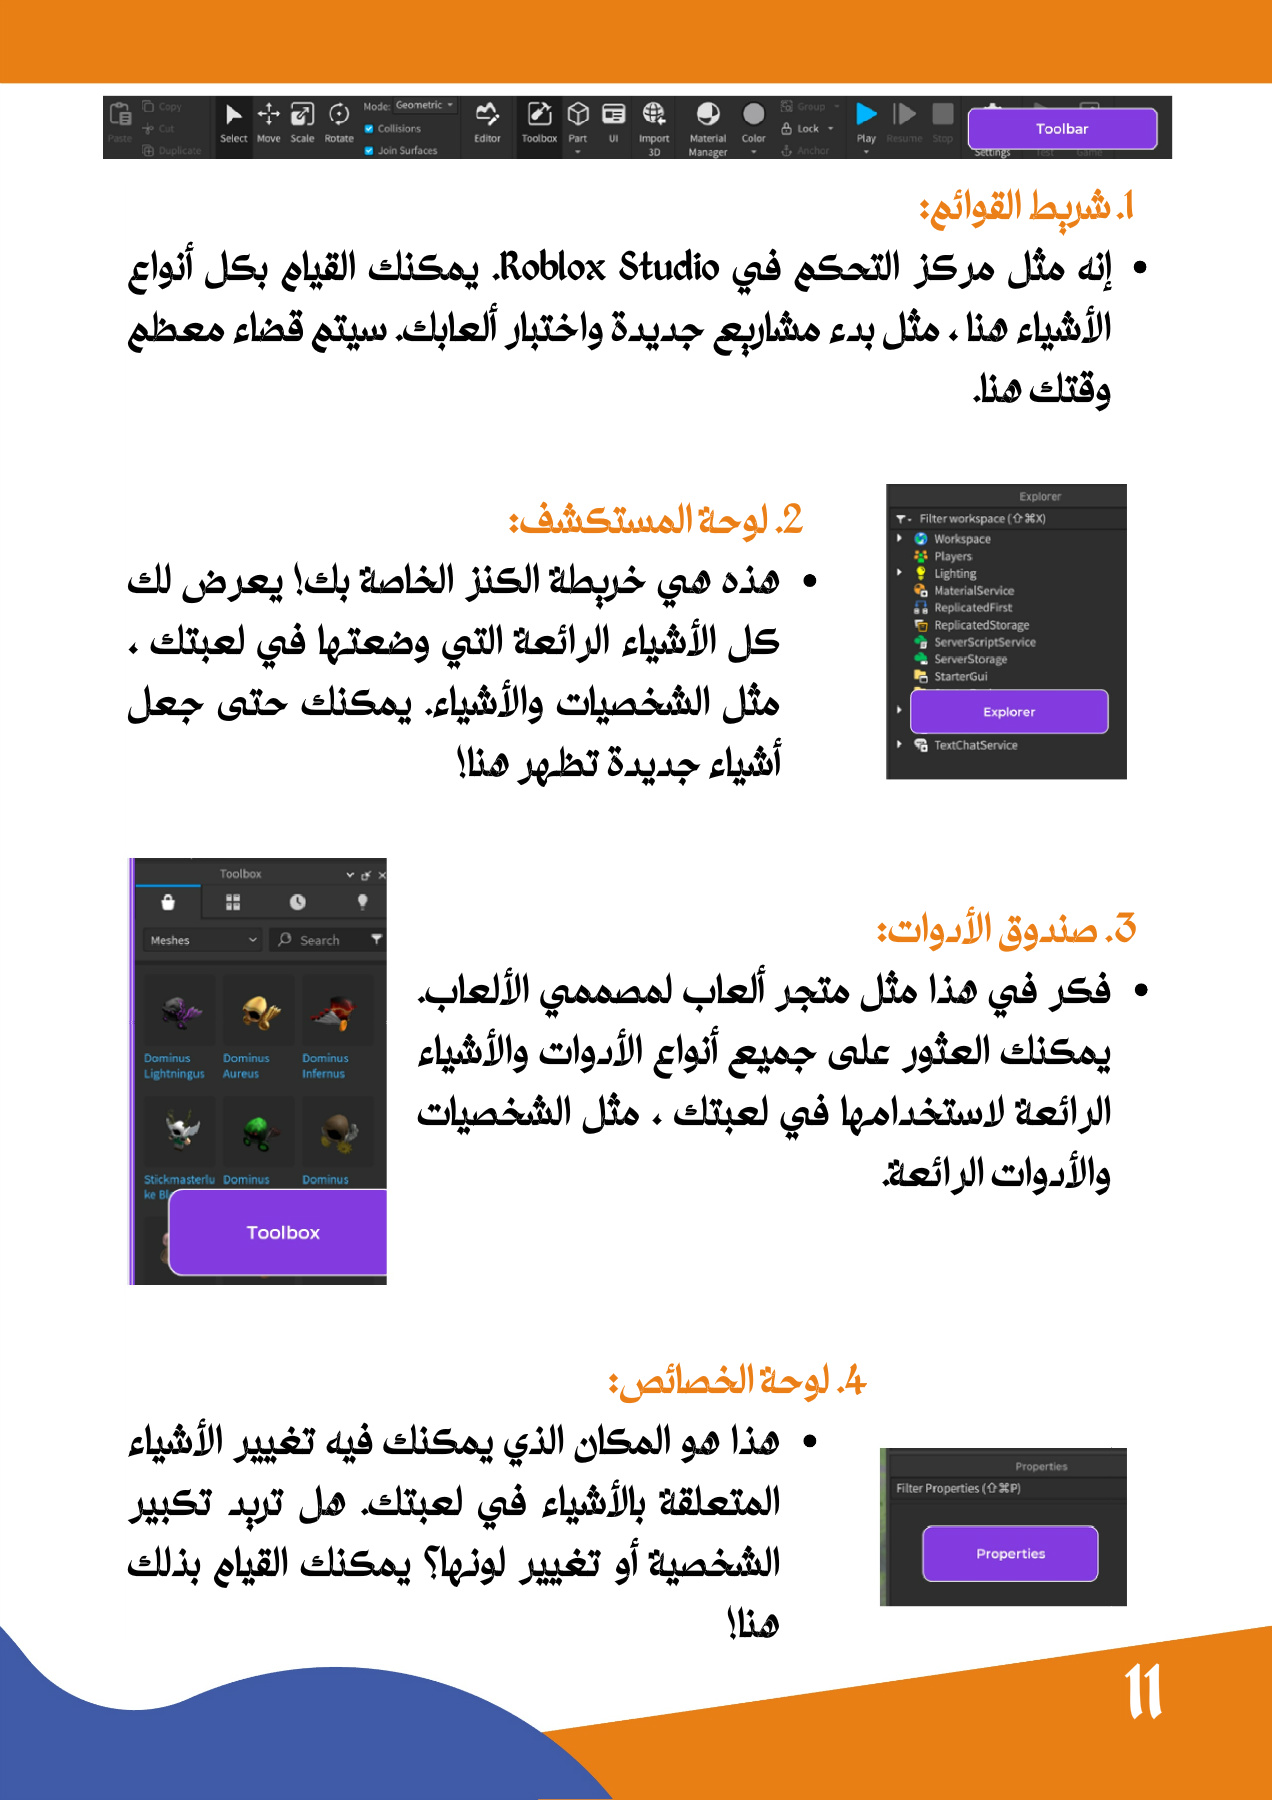 Paste
Copy
Cut
Duplicate
Select
Move
Scale
Rotate
Mode: Geometric
Collisions
Join Surfaces
Editor
Toolbox
Part
UI
Import
3D
Material
Manager
Color
Group
Lock
Anchor
Play
Resume
Stop
Settings
Test
Game
Toolbar
1. شريط القوائم:
• إنه مثل مركز التحكم في Roblox Studio. يمكنك القيام بكل أنواع
الأشياء هنا ، مثل بدء مشاريع جديدة واختبار ألعابك. سيتم قضاء معظم
وقتك هنا.
Explorer
Filter workspace (⇧⌘X)
Workspace
Players
Lighting
MaterialService
ReplicatedFirst
ReplicatedStorage
ServerScriptService
ServerStorage
StarterGui
Explorer
TextChatService
2. لوحة المستكشف:
• هذه هي خريطة الكنز الخاصة بك! يعرض لك
كل الأشياء الرائعة التي وضعتها في لعبتك ،
مثل الشخصيات والأشياء. يمكنك حتى جعل
أشياء جديدة تظهر هنا!
Toolbox
Meshes
Search
Dominus
Lightningus
Dominus
Aureus
Dominus
Infernus
Stickmasterlu
Dominus
Dominus
Toolbox
3. صندوق الأدوات:
• فكر في هذا مثل متجر ألعاب لمصممي الألعاب.
يمكنك العثور على جميع أنواع الأدوات والأشياء
الرائعة لاستخدامها في لعبتك ، مثل الشخصيات
والأدوات الرائعة.
4. لوحة الخصائص:
• هذا هو المكان الذي يمكنك فيه تغيير الأشياء
المتعلقة بالأشياء في لعبتك. هل تريد تكبير
الشخصية أو تغيير لونها؟ يمكنك القيام بذلك
هنا!
Properties
Filter Properties (⇧⌘P)
Properties
11